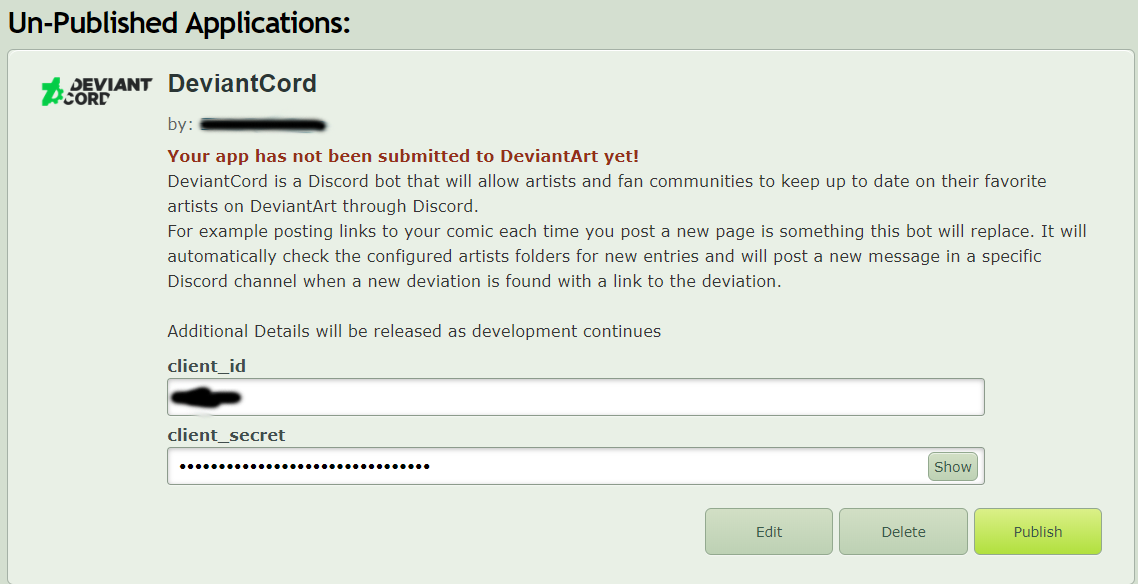 Un-Published Applications:
DEVIANT
CORD
DeviantCord
by:
Your app has not been submitted to DeviantArt yet!
DeviantCord is a Discord bot that will allow artists and fan communities to keep up to date on their favorite
artists on DeviantArt through Discord.
For example posting links to your comic each time you post a new page is something this bot will replace. It will
automatically check the configured artists folders for new entries and will post a new message in a specific
Discord channel when a new deviation is found with a link to the deviation.
Additional Details will be released as development continues
client_id
client_secret
••••••••••••••••••••••••••••••••
Show
Edit
Delete
Publish